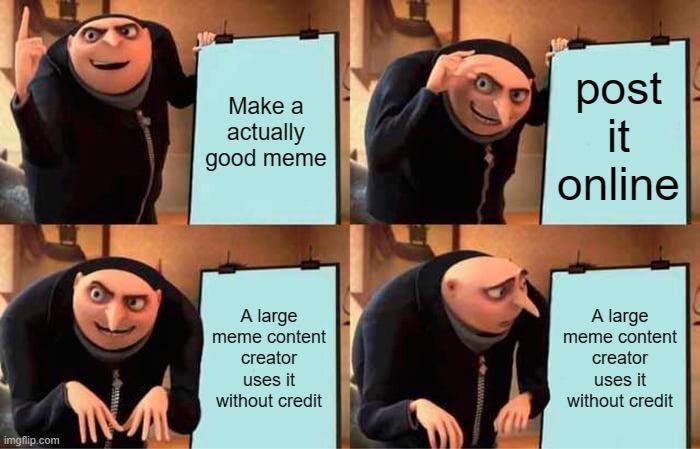 Make a
actually
good meme
post
it
online
A large
meme content
creator
uses it
without credit
A large
meme content
creator
uses it
without credit
imgflip.com